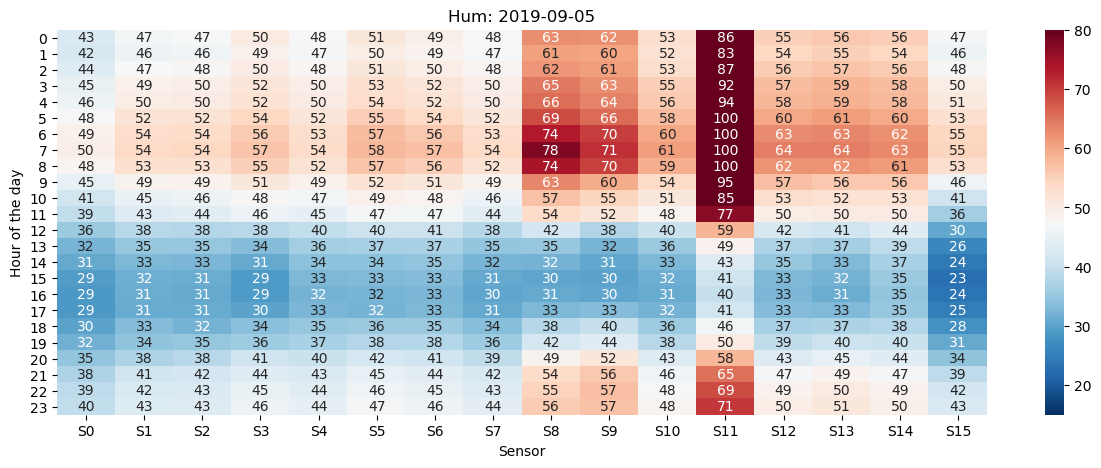 Hum: 2019-09-05
Hour of the day
0 43 47 47 50 48 51 49 48 63 62 53 86 55 56 56 47
1 42 46 46 49 47 50 49 47 61 60 52 83 54 55 54 46
2 44 47 48 50 48 51 50 48 62 61 53 87 56 57 56 48
3 45 49 50 52 50 53 52 50 65 63 55 92 57 59 58 50
4 46 50 50 52 50 54 52 50 66 64 56 94 58 59 58 51
5 48 52 52 54 52 55 54 52 69 66 58 100 60 61 60 53
6 49 54 54 56 53 57 56 53 74 70 60 100 63 63 62 55
7 50 54 54 57 54 58 57 54 78 71 61 100 64 64 63 55
8 48 53 53 55 52 57 56 52 74 70 59 100 62 62 61 53
9 45 49 49 51 49 52 51 49 63 60 54 95 57 56 56 46
10 41 45 46 48 47 49 48 46 57 55 51 85 53 52 53 41
11 39 43 44 46 45 47 47 44 54 52 48 77 50 50 50 36
12 36 38 38 38 40 40 41 38 42 38 40 59 42 41 44 30
13 32 35 35 34 36 37 37 35 35 32 36 49 37 37 39 26
14 31 33 33 31 34 34 35 32 32 31 33 43 35 33 37 24
15 29 32 31 29 33 33 33 31 30 30 32 41 33 32 35 23
16 29 31 31 29 32 32 33 30 31 30 31 40 33 31 35 24
17 29 31 31 30 33 32 33 31 33 33 32 41 33 33 35 25
18 30 33 32 34 35 36 35 34 38 40 36 46 37 37 38 28
19 32 34 35 36 37 38 38 36 42 44 38 50 39 40 40 31
20 35 38 38 41 40 42 41 39 49 52 43 58 43 45 44 34
21 38 41 42 44 43 45 44 42 54 56 46 65 47 49 47 39
22 39 42 43 45 44 46 45 43 55 57 48 69 49 50 49 42
23 40 43 43 46 44 47 46 44 56 57 48 71 50 51 50 43
S0 S1 S2 S3 S4 S5 S6 S7 S8 S9 S10 S11 S12 S13 S14 S15
Sensor
80
70
60
50
40
30
20